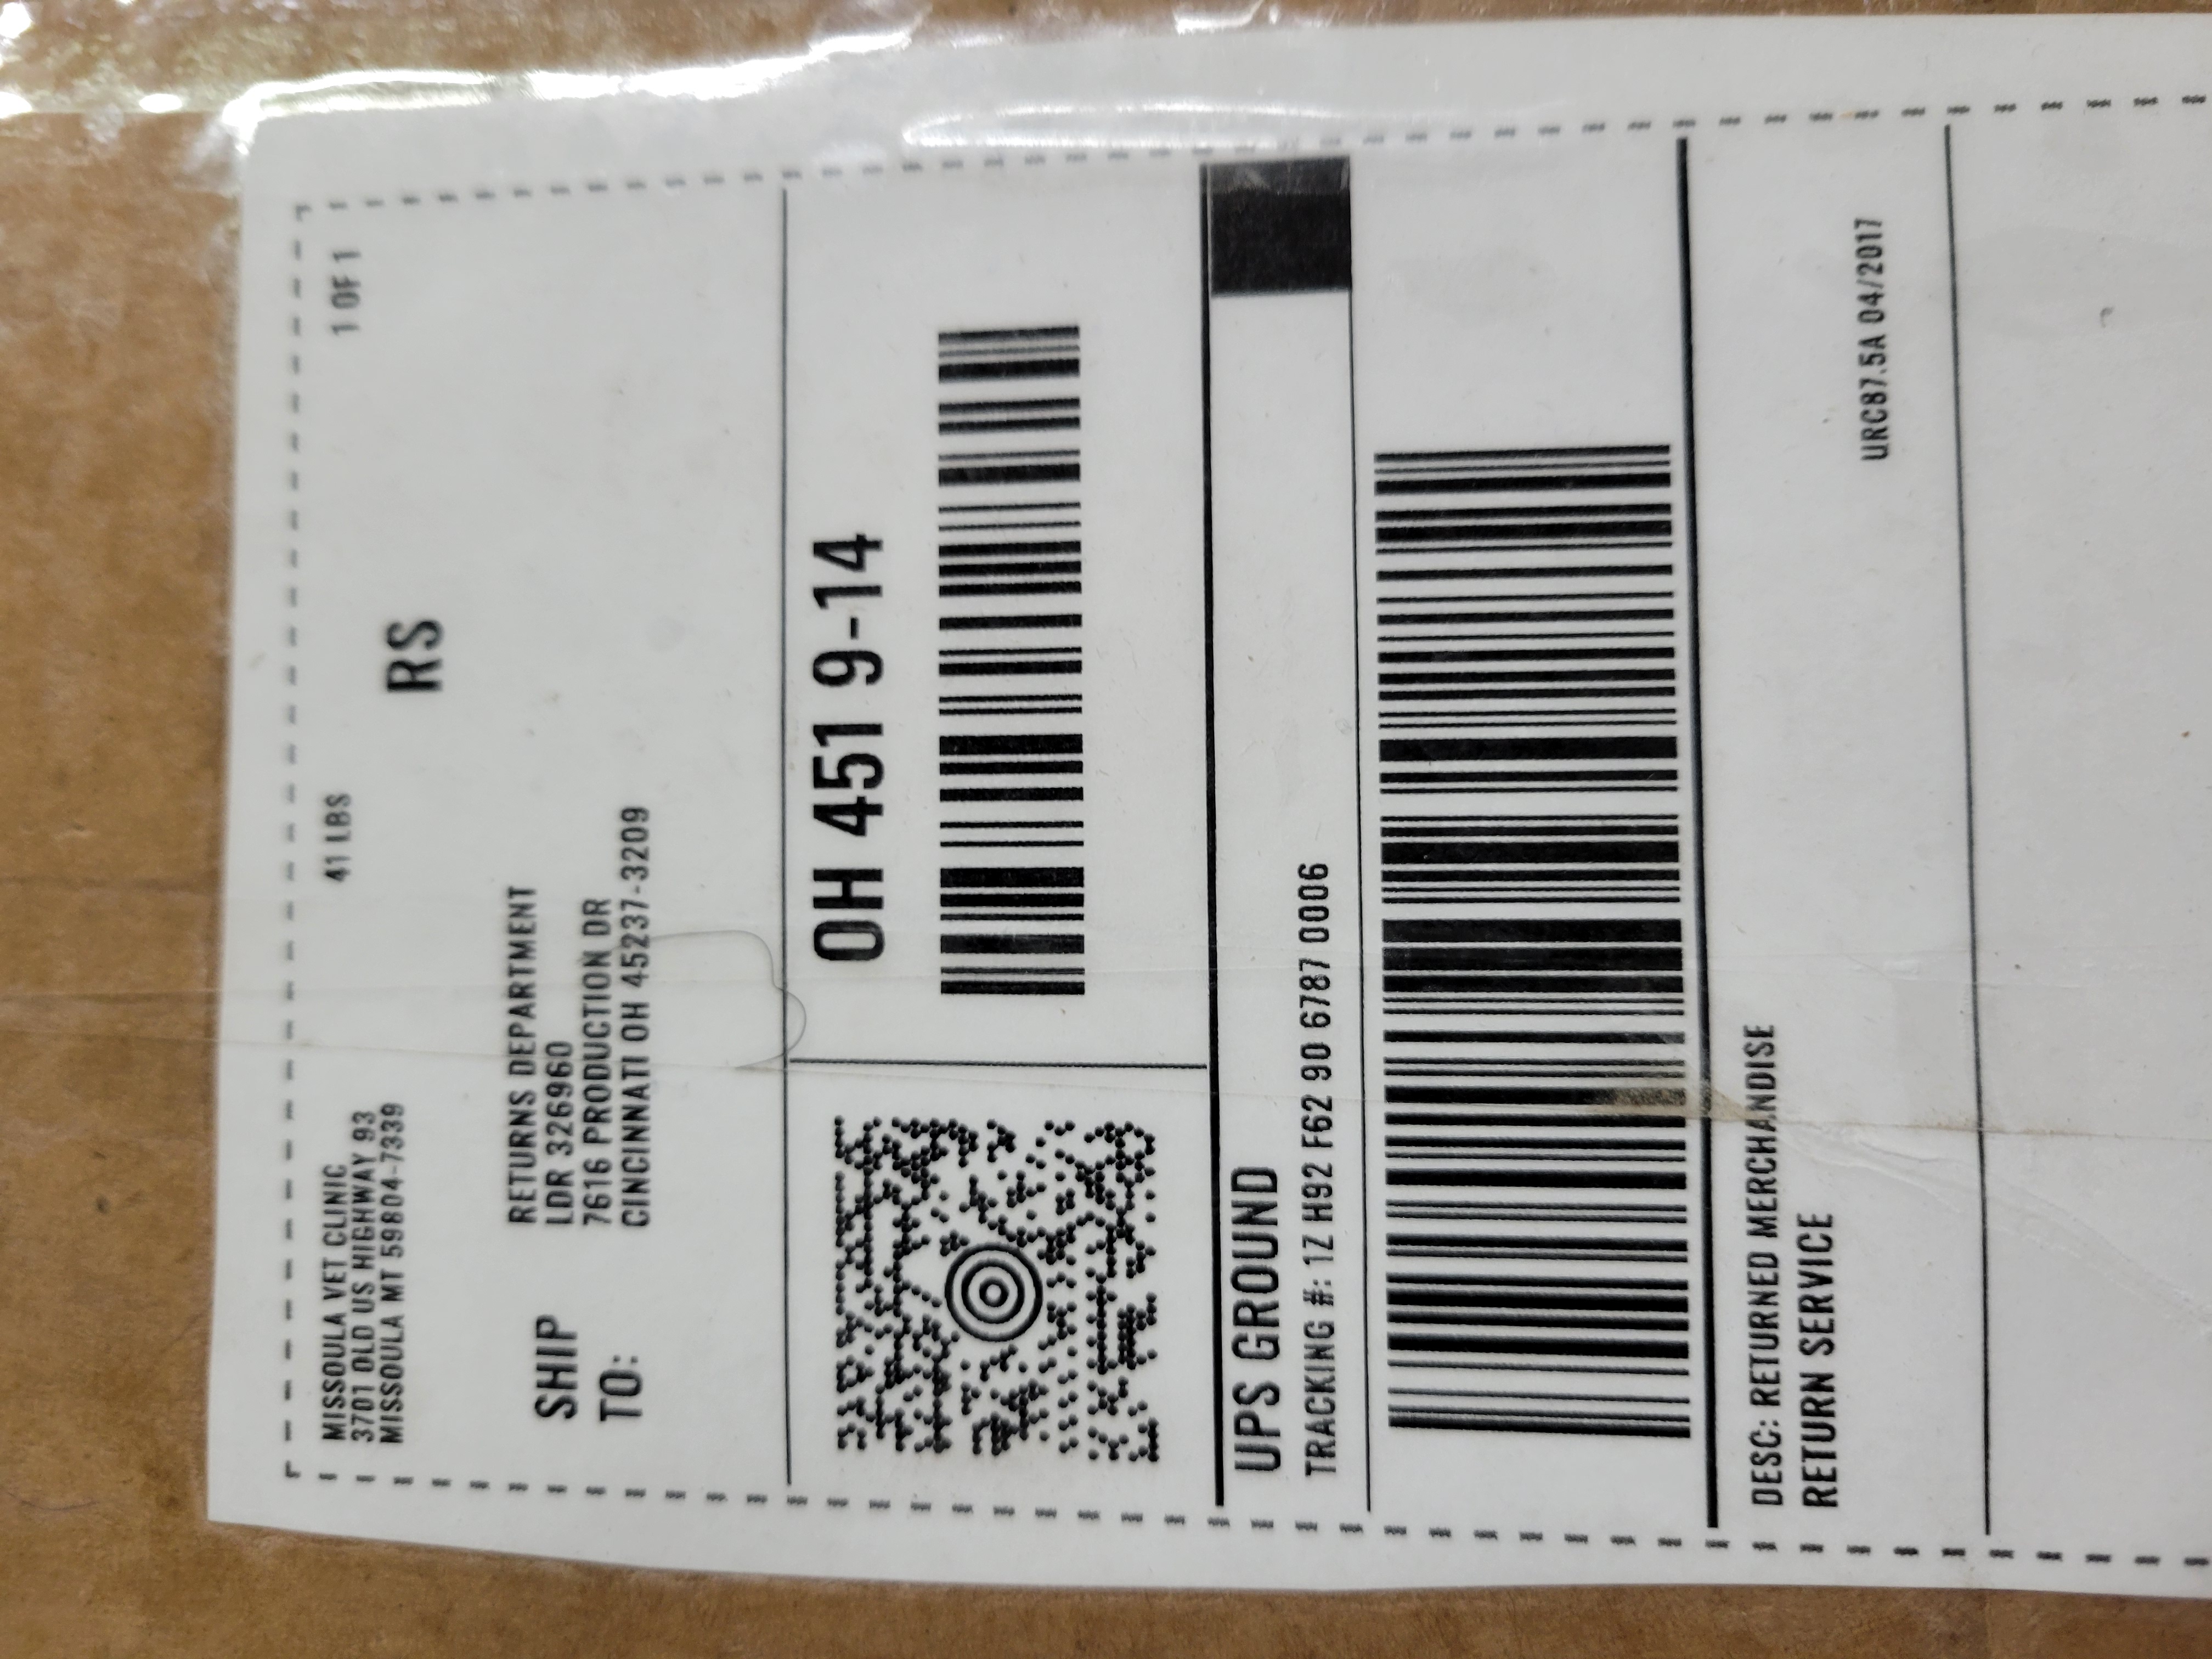 MISSOULA VET CLINIC
3701 OLD US HIGHWAY 93
MISSOULA MT 59804-7339
41 LBS
1 OF 1
RS
SHIP
TO:
RETURNS DEPARTMENT
LDR 326960
7616 PRODUCTION DR
CINCINNATI OH 45237-3209
OH 451 9-14
UPS GROUND
TRACKING #: 1Z H92 F62 90 6787 0006
DESC: RETURNED MERCHANDISE
RETURN SERVICE
URC87.5A 04/2017